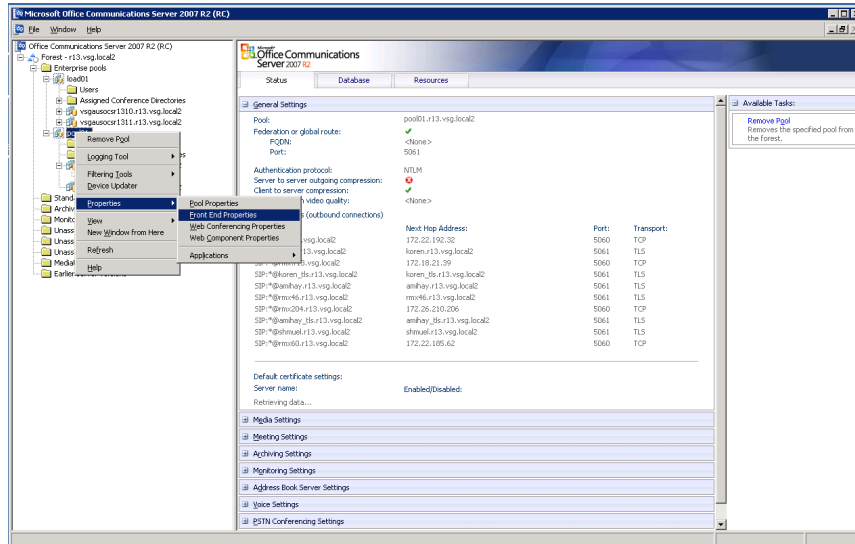 Microsoft Office Communications Server 2007 R2 (RC)
File Window Help
Office Communications Server 2007 R2 (RC)
Forest - r13.vsg.local2
Enterprise pools
load01
Users
Assigned Conference Directories
vsgausocsr1310.r13.vsg.local2
vsgausocsr1311.r13.vsg.local2
Remove Pool
Logging Tool
Filtering Tools
Device Updater
Properties
View
New Window from Here
Refresh
Help
Pool Properties
Front End Properties
Web Conferencing Properties
Web Component Properties
Applications
Microsoft
Office Communications
Server 2007 R2
Status Database Resources
General Settings
Pool: pool01.r13.vsg.local2
Federation or global route:
FQDN: <None>
Port: 5061
Authentication protocol: NTLM
Server to server outgoing compression:
Client to server compression:
video quality: <None>
(outbound connections)
Next Hop Address: Port: Transport:
.vsg.local2 172.22.192.32 5060 TCP
r13.vsg.local2 koren.r13.vsg.local2 5061 TLS
172.18.21.39 5060 TCP
SIP:*@koren_tls.r13.vsg.local2 koren_tls.r13.vsg.local2 5061 TLS
SIP:*@amihay.r13.vsg.local2 amihay.r13.vsg.local2 5061 TLS
SIP:*@rmx46.r13.vsg.local2 rmx46.r13.vsg.local2 5061 TLS
SIP:*@rmx204.r13.vsg.local2 172.26.210.206 5060 TCP
SIP:*@amihay_tls.r13.vsg.local2 amihay_tls.r13.vsg.local2 5061 TLS
SIP:*@shmuel.r13.vsg.local2 shmuel.r13.vsg.local2 5061 TLS
SIP:*@rmx60.r13.vsg.local2 172.22.185.62 5060 TCP
Default certificate settings:
Server name: Enabled/Disabled:
Retrieving data...
Media Settings
Meeting Settings
Archiving Settings
Monitoring Settings
Address Book Server Settings
Voice Settings
PSTN Conferencing Settings
Available Tasks:
Remove Pool
Removes the specified pool from
the forest.